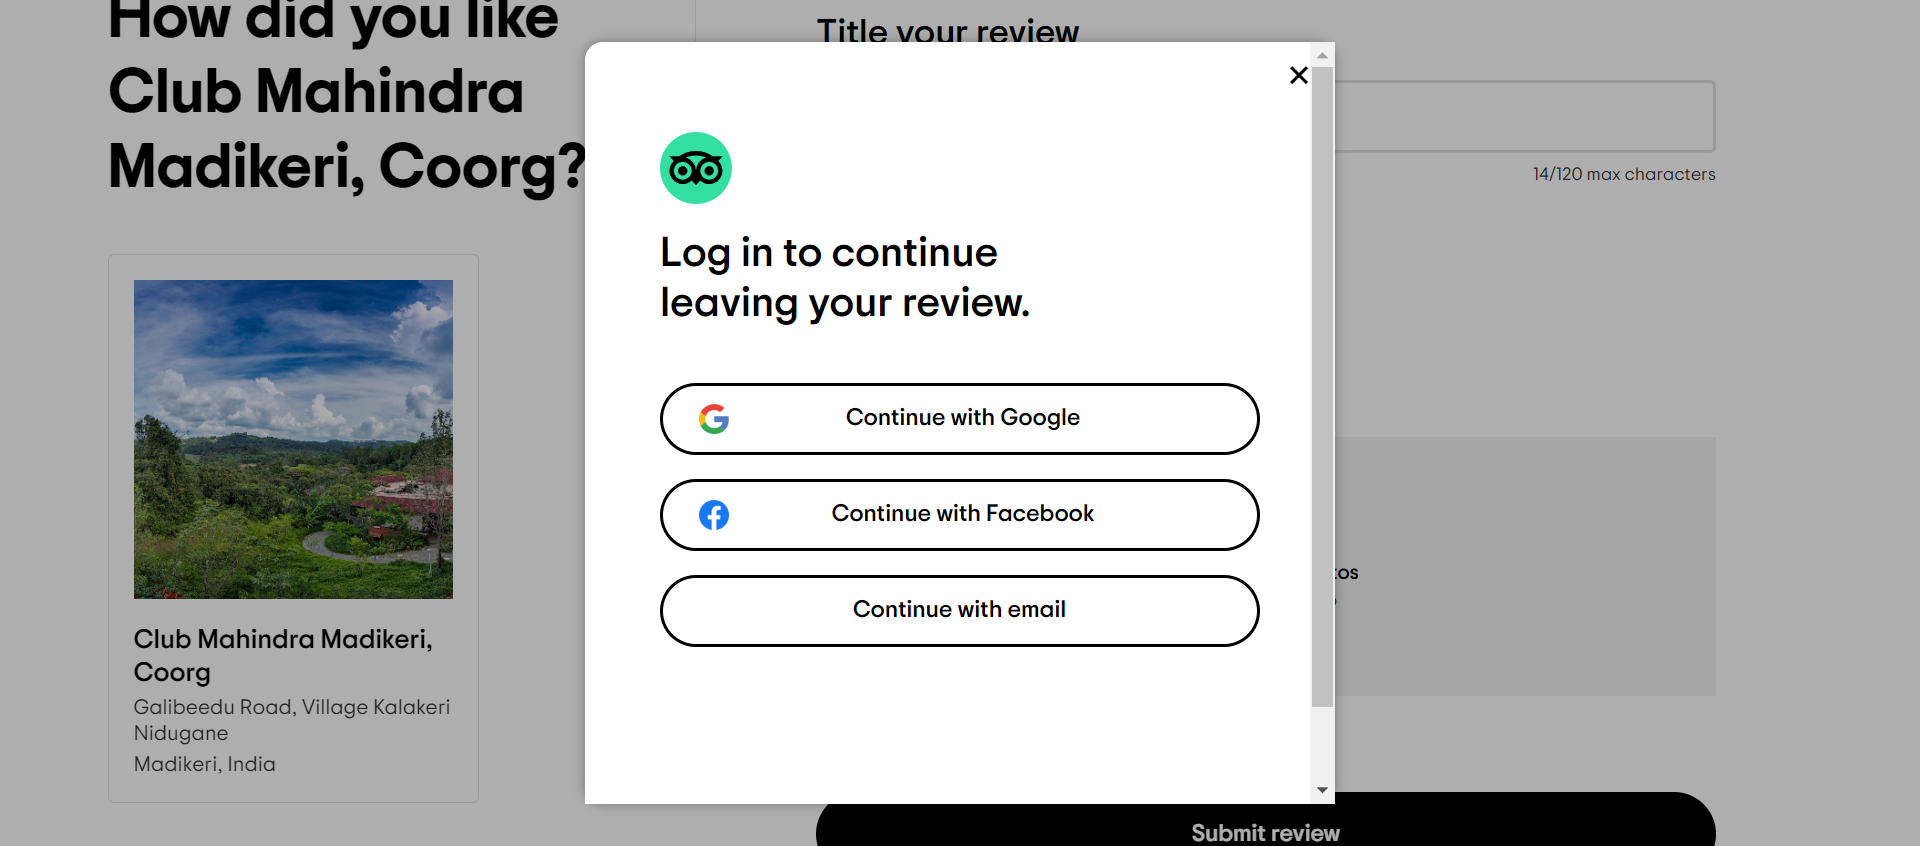 How did you like
Club Mahindra
Madikeri, Coorg?
Club Mahindra Madikeri,
Coorg
Galibeedu Road, Village Kalakeri
Nidugane
Madikeri, India
Title your review
14/120 max characters
Log in to continue
leaving your review.
Continue with Google
Continue with Facebook
Continue with email
Submit review